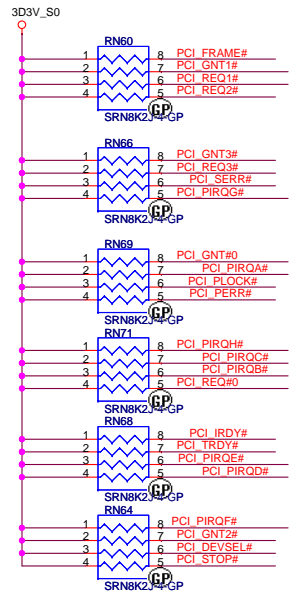 3D3V_S0
RN60
1 8 PCI_FRAME#
2 7 PCI_GNT1#
3 6 PCI_REQ1#
4 5 PCI_REQ2#
GP
SRN8K2J-4-GP
RN66
1 8 PCI_GNT3#
2 7 PCI_REQ3#
3 6 PCI_SERR#
4 5 PCI_PIRQG#
GP
SRN8K2J-4-GP
RN69
1 8 PCI_GNT#0
2 7 PCI_PIRQA#
3 6 PCI_PLOCK#
4 5 PCI_PERR#
GP
SRN8K2J-4-GP
RN71
1 8 PCI_PIRQH#
2 7 PCI_PIRQC#
3 6 PCI_PIRQB#
4 5 PCI_REQ#0
GP
SRN8K2J-4-GP
RN68
1 8 PCI_IRDY#
2 7 PCI_TRDY#
3 6 PCI_PIRQE#
4 5 PCI_PIRQD#
GP
SRN8K2J-4-GP
RN64
1 8 PCI_PIRQF#
2 7 PCI_GNT2#
3 6 PCI_DEVSEL#
4 5 PCI_STOP#
GP
SRN8K2J-4-GP